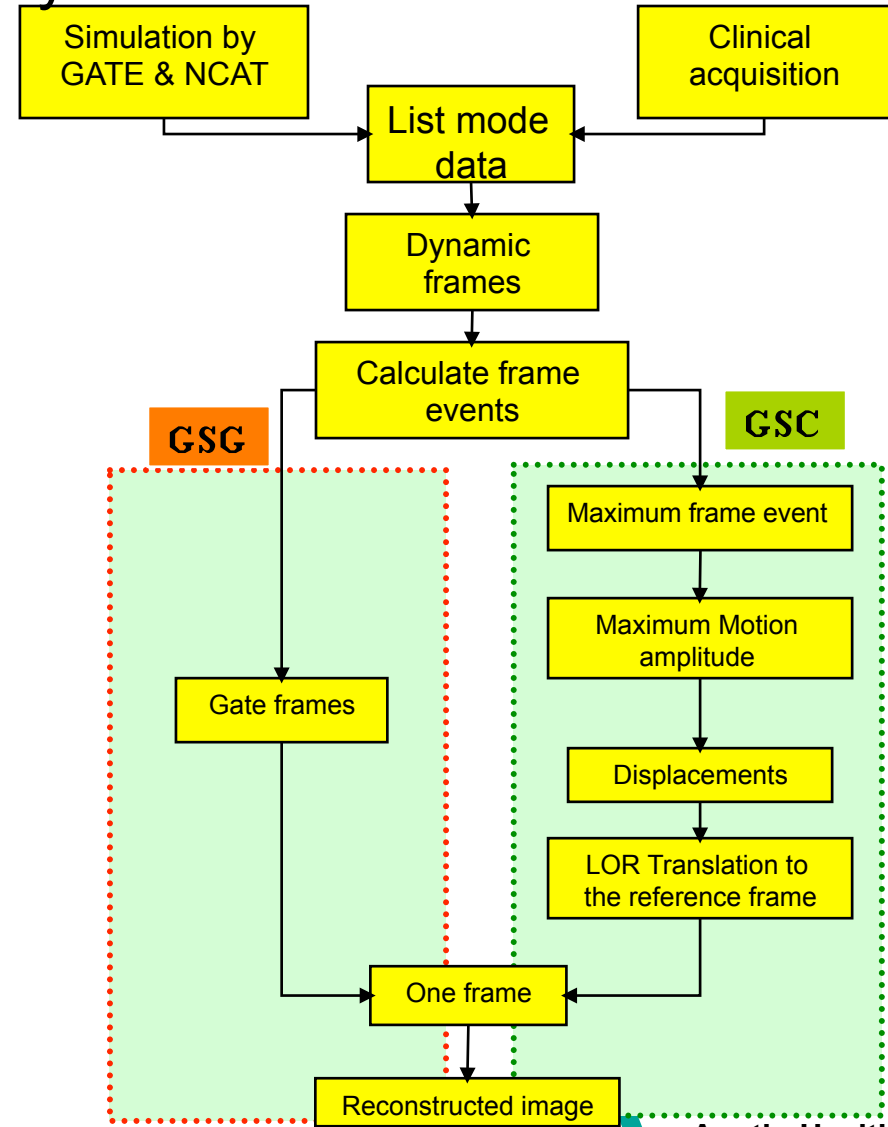 Simulation by
GATE & NCAT
Clinical
acquisition
List mode
data
Dynamic
frames
Calculate frame
events
GSG
GSC
Maximum frame event
Maximum Motion
amplitude
Gate frames
Displacements
LOR Translation to
the reference frame
One frame
Reconstructed image